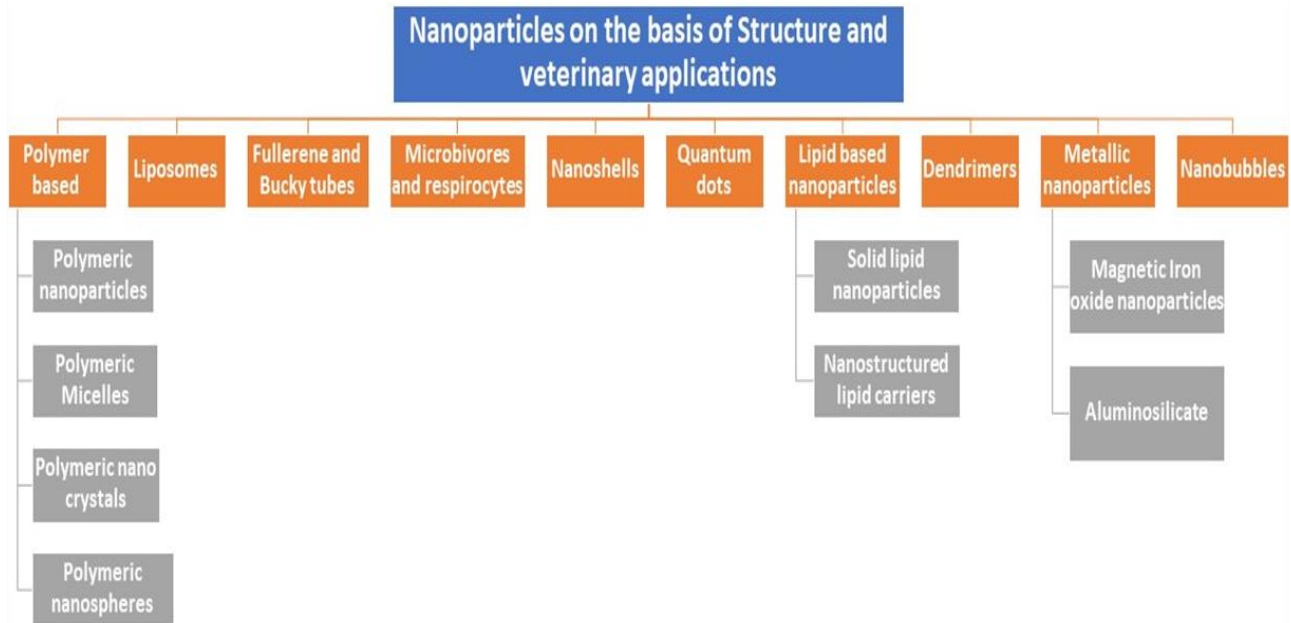 Nanoparticles on the basis of Structure and
veterinary applications
Polymer
based
Liposomes
Fullerene and
Bucky tubes
Microbivores
and respirocytes
Nanoshells
Quantum
dots
Lipid based
nanoparticles
Dendrimers
Metallic
nanoparticles
Nanobubbles
Polymeric
nanoparticles
Polymeric
Micelles
Polymeric nano
crystals
Polymeric
nanospheres
Solid lipid
nanoparticles
Nanostructured
lipid carriers
Magnetic Iron
oxide nanoparticles
Aluminosilicate